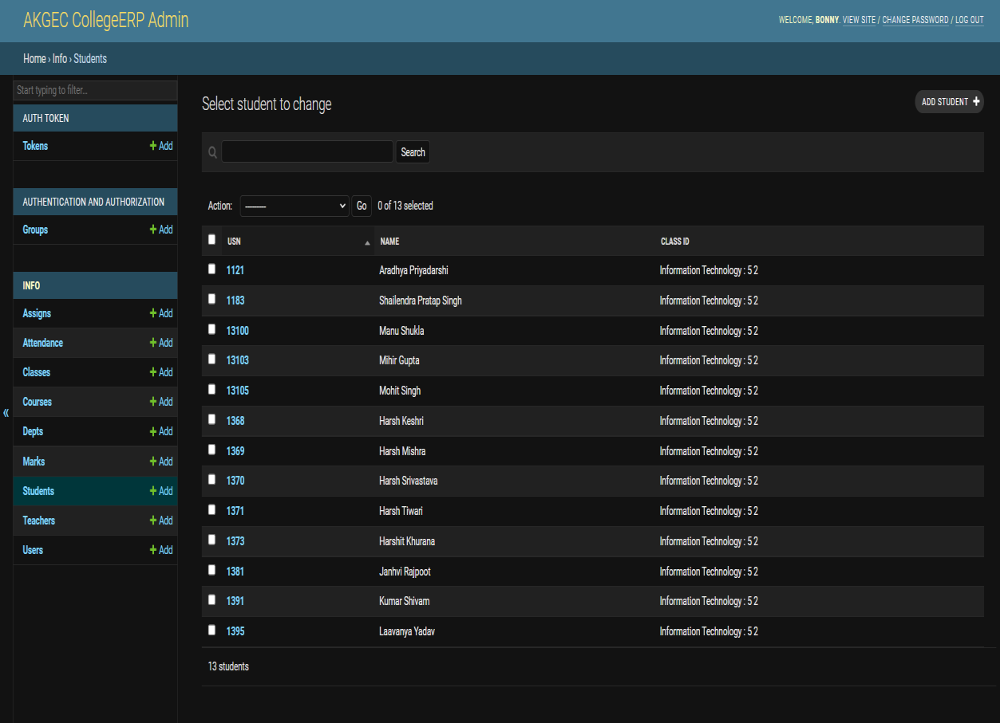 AKGEC CollegeERP Admin
WELCOME, BONNY. VIEW SITE / CHANGE PASSWORD / LOG OUT
Home › Info › Students
Start typing to filter...
AUTH TOKEN
Tokens + Add
AUTHENTICATION AND AUTHORIZATION
Groups + Add
INFO
Assigns + Add
Attendance + Add
Classes + Add
Courses + Add
Depts + Add
Marks + Add
Students + Add
Teachers + Add
Users + Add
«
Select student to change
ADD STUDENT +
Search
Action: --------- Go 0 of 13 selected
USN NAME CLASS ID
1121 Aradhya Priyadarshi Information Technology : 5 2
1183 Shailendra Pratap Singh Information Technology : 5 2
13100 Manu Shukla Information Technology : 5 2
13103 Mihir Gupta Information Technology : 5 2
13105 Mohit Singh Information Technology : 5 2
1368 Harsh Keshri Information Technology : 5 2
1369 Harsh Mishra Information Technology : 5 2
1370 Harsh Srivastava Information Technology : 5 2
1371 Harsh Tiwari Information Technology : 5 2
1373 Harshit Khurana Information Technology : 5 2
1381 Janhvi Rajpoot Information Technology : 5 2
1391 Kumar Shivam Information Technology : 5 2
1395 Laavanya Yadav Information Technology : 5 2
13 students